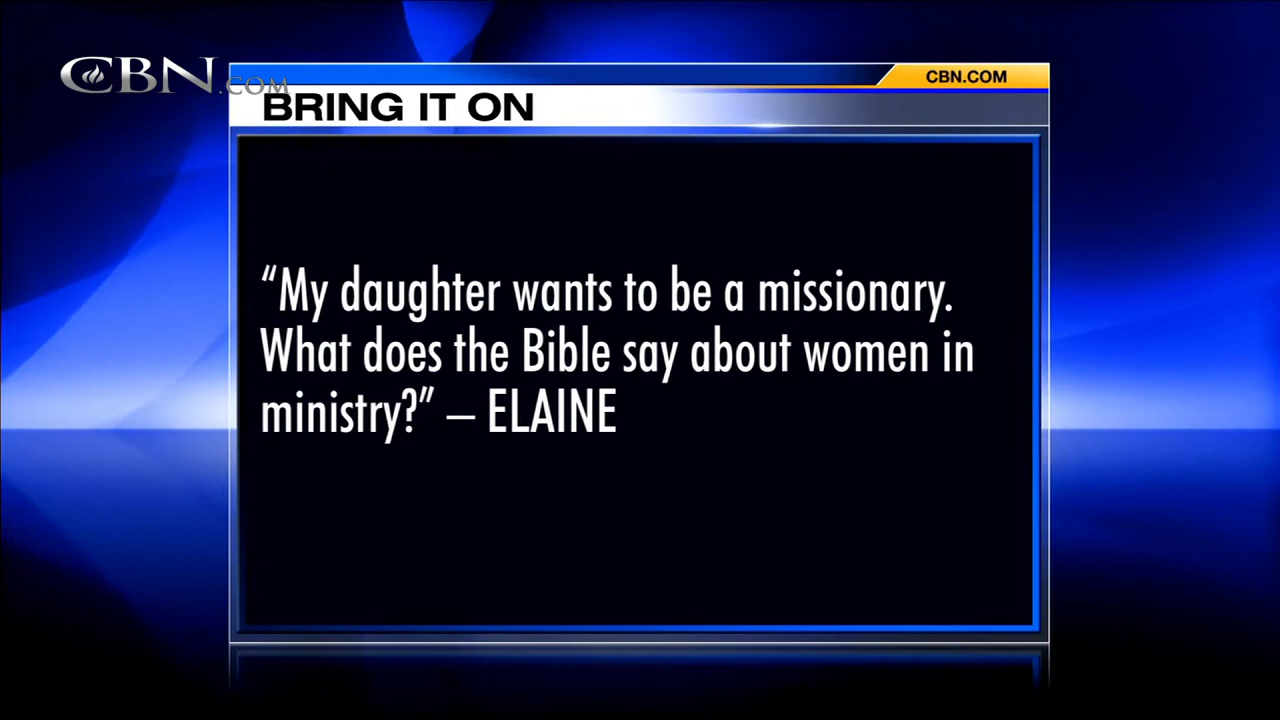 CBN.COM
CBN.COM
BRING IT ON
“My daughter wants to be a missionary.
What does the Bible say about women in
ministry?” – ELAINE